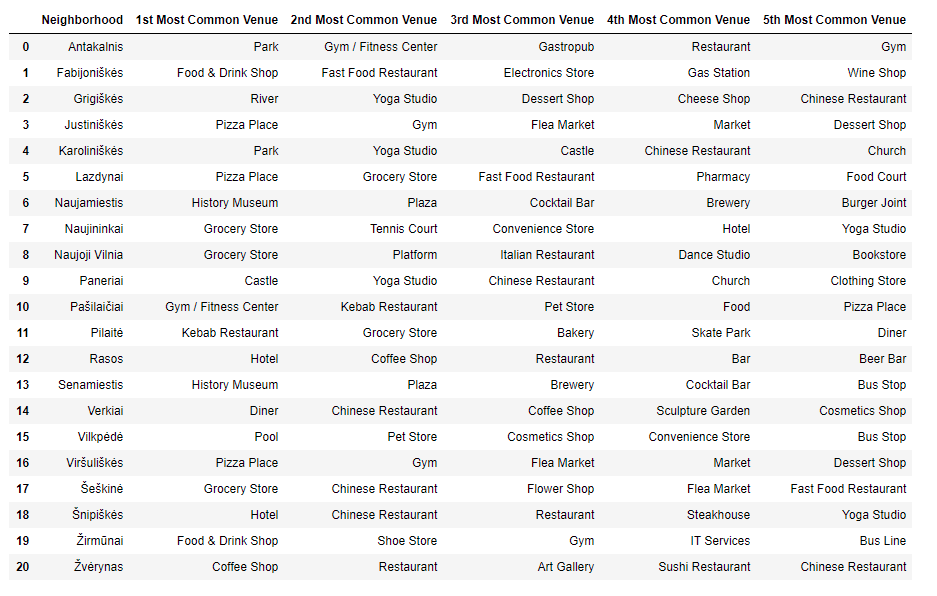 Neighborhood 1st Most Common Venue 2nd Most Common Venue 3rd Most Common Venue 4th Most Common Venue 5th Most Common Venue
0 Antakalnis Park Gym / Fitness Center Gastropub Restaurant Gym
1 Fabijoniškės Food & Drink Shop Fast Food Restaurant Electronics Store Gas Station Wine Shop
2 Grigiškės River Yoga Studio Dessert Shop Cheese Shop Chinese Restaurant
3 Justiniškės Pizza Place Gym Flea Market Market Dessert Shop
4 Karoliniškės Park Yoga Studio Castle Chinese Restaurant Church
5 Lazdynai Pizza Place Grocery Store Fast Food Restaurant Pharmacy Food Court
6 Naujamiestis History Museum Plaza Cocktail Bar Brewery Burger Joint
7 Naujininkai Grocery Store Tennis Court Convenience Store Hotel Yoga Studio
8 Naujoji Vilnia Grocery Store Platform Italian Restaurant Dance Studio Bookstore
9 Paneriai Castle Yoga Studio Chinese Restaurant Church Clothing Store
10 Pašilaičiai Gym / Fitness Center Kebab Restaurant Pet Store Food Pizza Place
11 Pilaitė Kebab Restaurant Grocery Store Bakery Skate Park Diner
12 Rasos Hotel Coffee Shop Restaurant Bar Beer Bar
13 Senamiestis History Museum Plaza Brewery Cocktail Bar Bus Stop
14 Verkiai Diner Chinese Restaurant Coffee Shop Sculpture Garden Cosmetics Shop
15 Vilkpėdė Pool Pet Store Cosmetics Shop Convenience Store Bus Stop
16 Viršuliškės Pizza Place Gym Flea Market Market Dessert Shop
17 Šeškinė Grocery Store Chinese Restaurant Flower Shop Flea Market Fast Food Restaurant
18 Šnipiškės Hotel Chinese Restaurant Restaurant Steakhouse Yoga Studio
19 Žirmūnai Food & Drink Shop Shoe Store Gym IT Services Bus Line
20 Žvėrynas Coffee Shop Restaurant Art Gallery Sushi Restaurant Chinese Restaurant